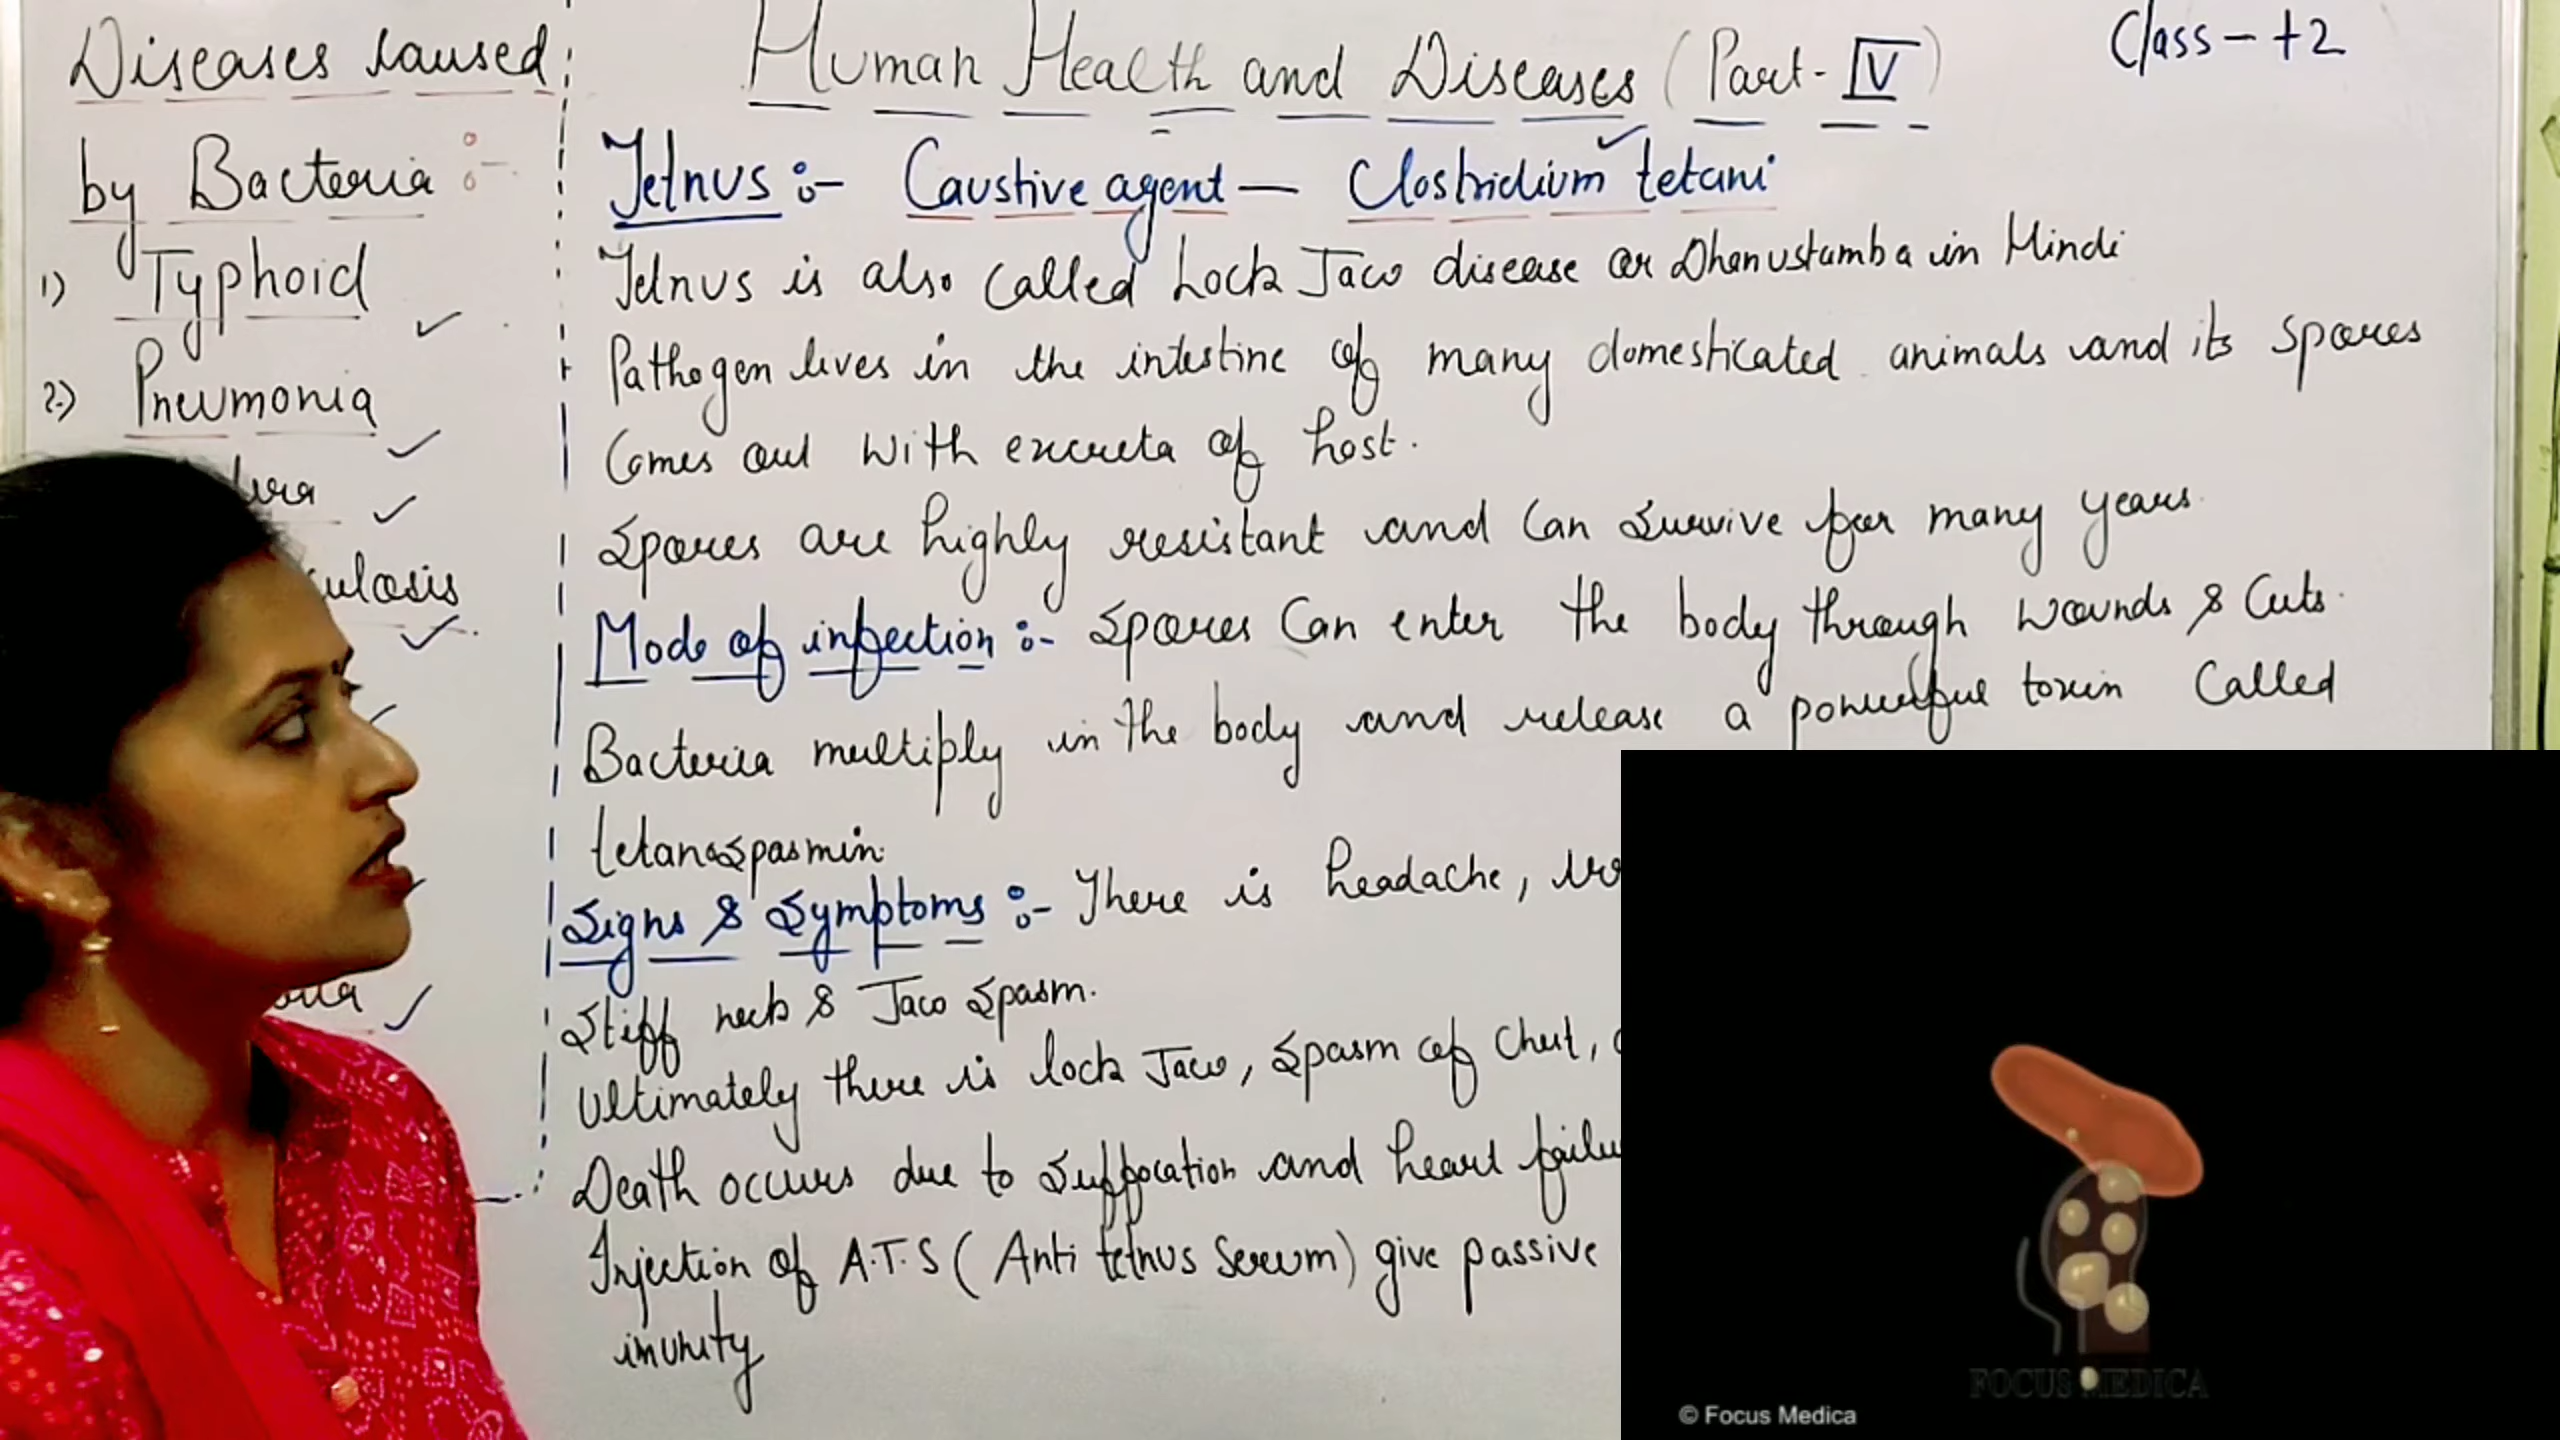 Diseases caused
by Bacteria :-
1) Typhoid
2) Pneumonia
Human Health and Diseases (Part-IV)
Class - +2
Tetnus :- Caustive agent — Clostridium tetani
Tetnus is also called Lock Jaw disease or Dhanustamba in Hindi
Pathogen lives in the intestine of many domesticated animals and its spores
Comes out with excreta of host.
Spores are highly resistant and can survive for many years.
Mode of infection :- Spores Can enter the body through wounds & Cuts.
Bacteria multiply in the body and release a powerful toxin Called
tetanospasmin.
Signs & Symptoms :- There is headache,
Stiff neck & Jaw Spasm.
Ultimately there is lock Jaw, Spasm of Chest,
Death occurs due to Suffocation and heart
Injection of A.T.S (Anti tetnus Serum) give passive
imunity
FOCUS MEDICA
© Focus Medica